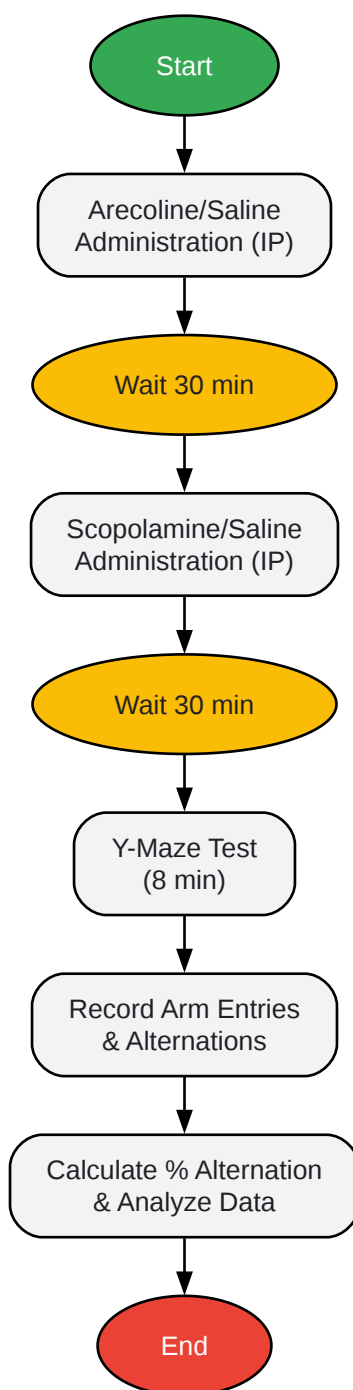 Start
Arecoline/Saline
Administration (IP)
Wait 30 min
Scopolamine/Saline
Administration (IP)
Wait 30 min
Y-Maze Test
(8 min)
Record Arm Entries
& Alternations
Calculate % Alternation
& Analyze Data
End